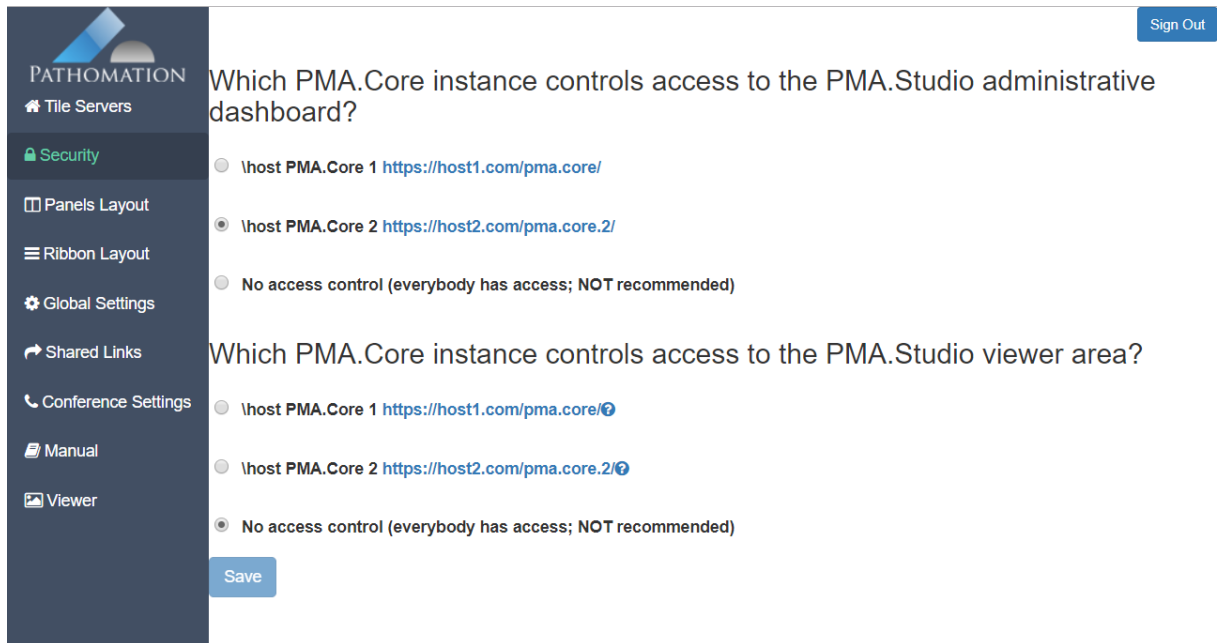 Sign Out
PATHOMATION
Tile Servers
Security
Panels Layout
Ribbon Layout
Global Settings
Shared Links
Conference Settings
Manual
Viewer
Which PMA.Core instance controls access to the PMA.Studio administrative
dashboard?
\host PMA.Core 1 https://host1.com/pma.core/
\host PMA.Core 2 https://host2.com/pma.core.2/
No access control (everybody has access; NOT recommended)
Which PMA.Core instance controls access to the PMA.Studio viewer area?
\host PMA.Core 1 https://host1.com/pma.core/
\host PMA.Core 2 https://host2.com/pma.core.2/
No access control (everybody has access; NOT recommended)
Save